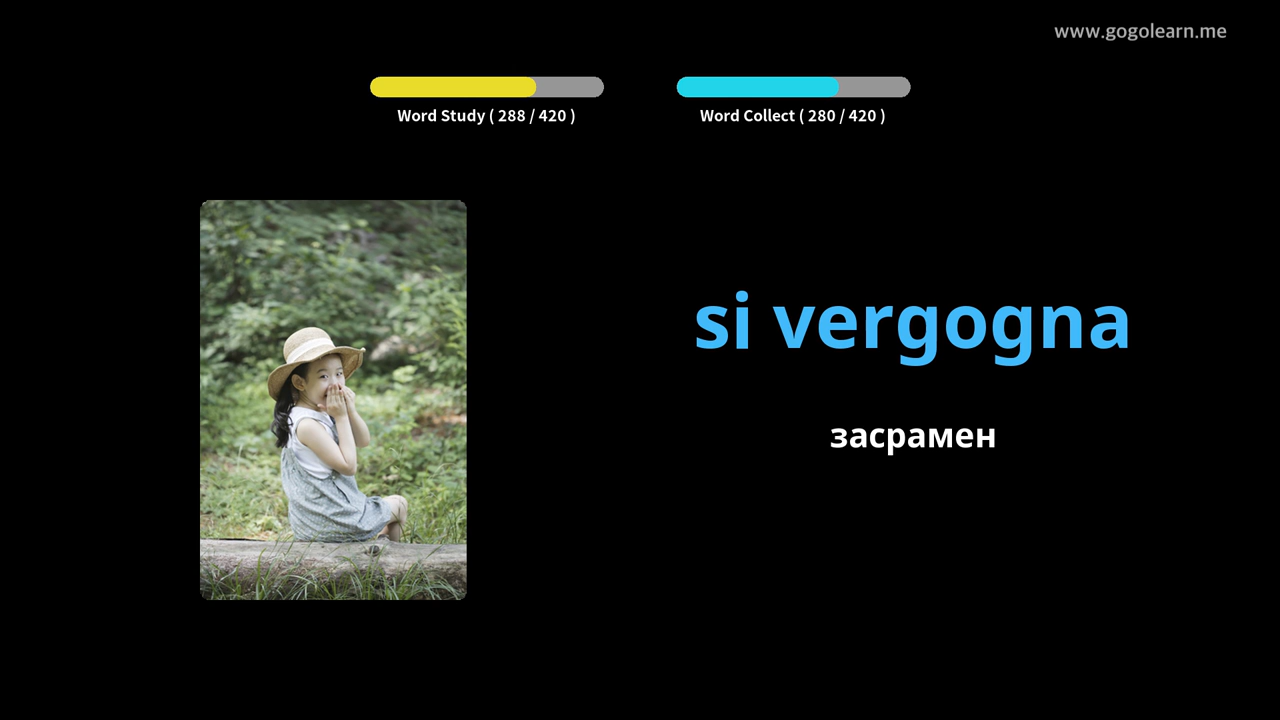 www.gogolearn.me
Word Study ( 288 / 420 )
Word Collect ( 280 / 420 )
si vergogna
засрамен